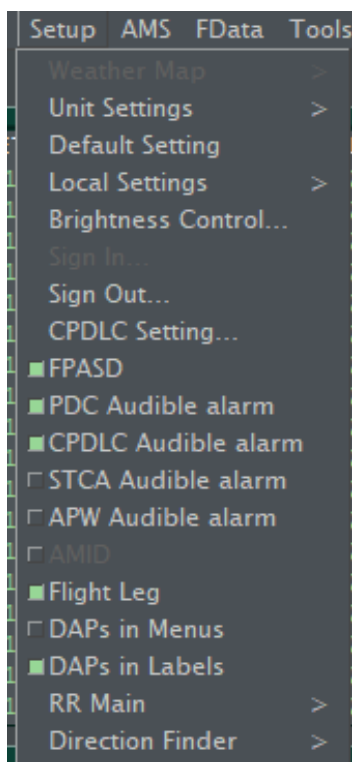 Setup AMS FData Tools
Weather Map >
Unit Settings >
Default Setting
Local Settings >
Brightness Control...
Sign In...
Sign Out...
CPDLC Setting...
FPASD
PDC Audible alarm
CPDLC Audible alarm
STCA Audible alarm
APW Audible alarm
AMID
Flight Leg
DAPs in Menus
DAPs in Labels
RR Main >
Direction Finder >